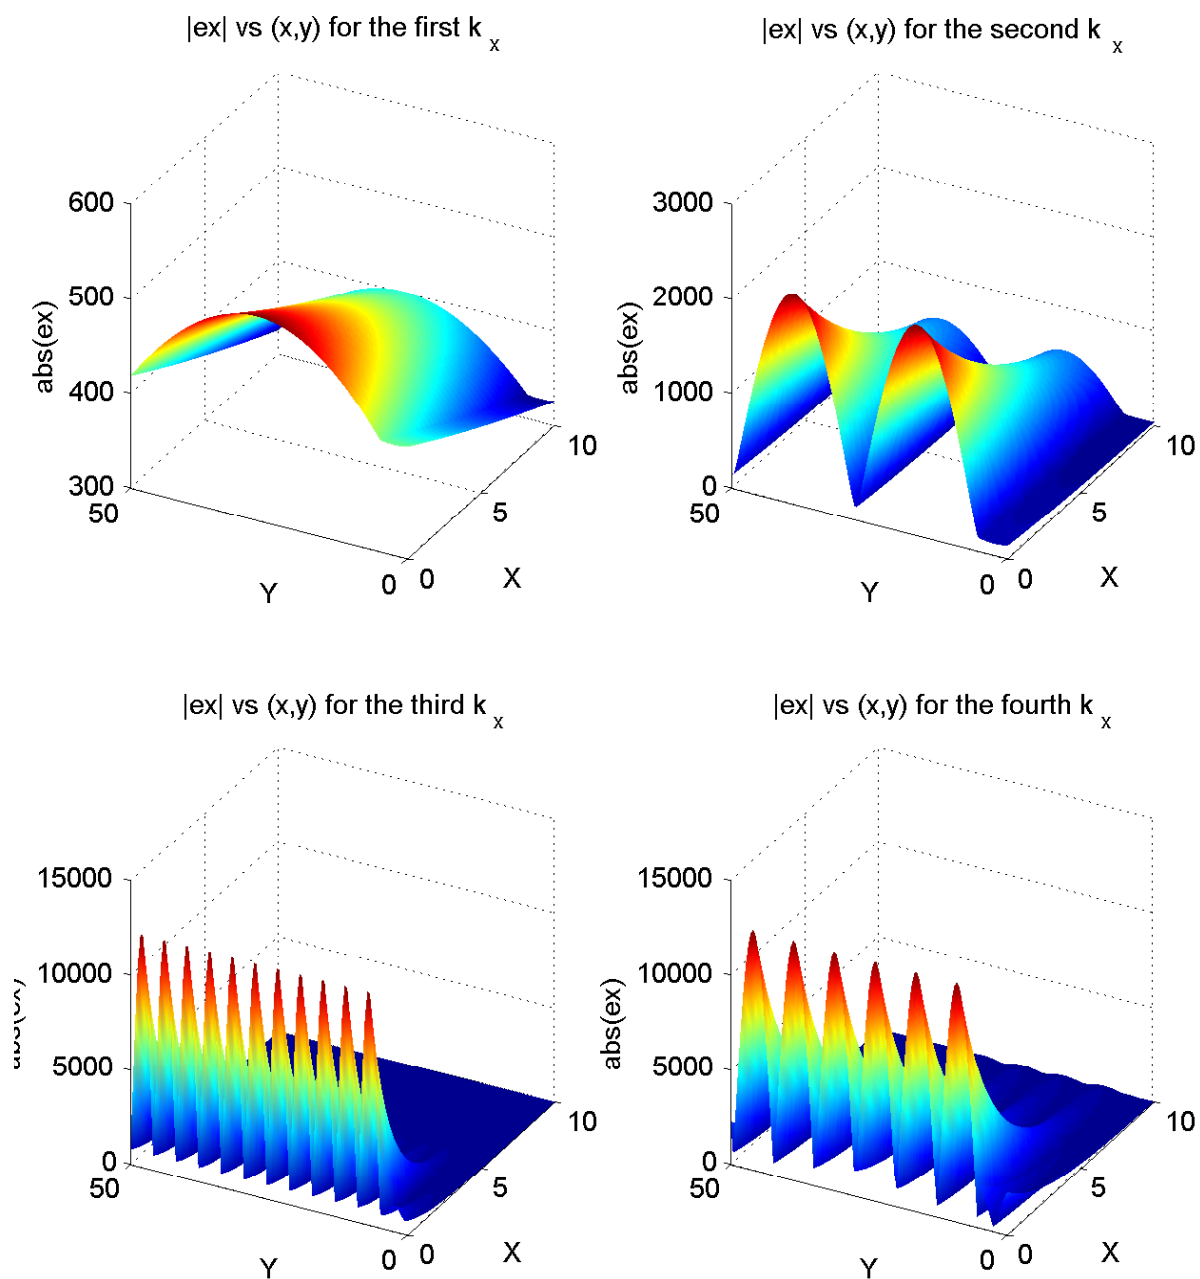 |ex| vs (x,y) for the first k x
600
500
400
300
abs(ex)
50
Y
0
0
5
10
X
|ex| vs (x,y) for the second k x
3000
2000
1000
0
abs(ex)
50
Y
0
0
5
10
X
|ex| vs (x,y) for the third k x
15000
10000
5000
0
abs(ex)
50
Y
0
0
5
10
X
|ex| vs (x,y) for the fourth k x
15000
10000
5000
0
abs(ex)
50
Y
0
0
5
10
X